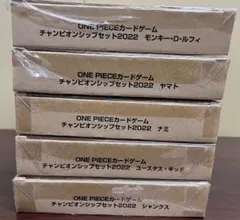 ONE PIECEカードゲーム
チャンピオンシップセット2022 モンキー・D・ルフィ
ONE PIECEカードゲーム
チャンピオンシップセット2022 ヤマト
ONE PIECEカードゲーム
チャンピオンシップセット2022 ナミ
ONE PIECEカードゲーム
チャンピオンシップセット2022 ユースタス・キッド
ONE PIECEカードゲーム
チャンピオンシップセット2022 シャンクス